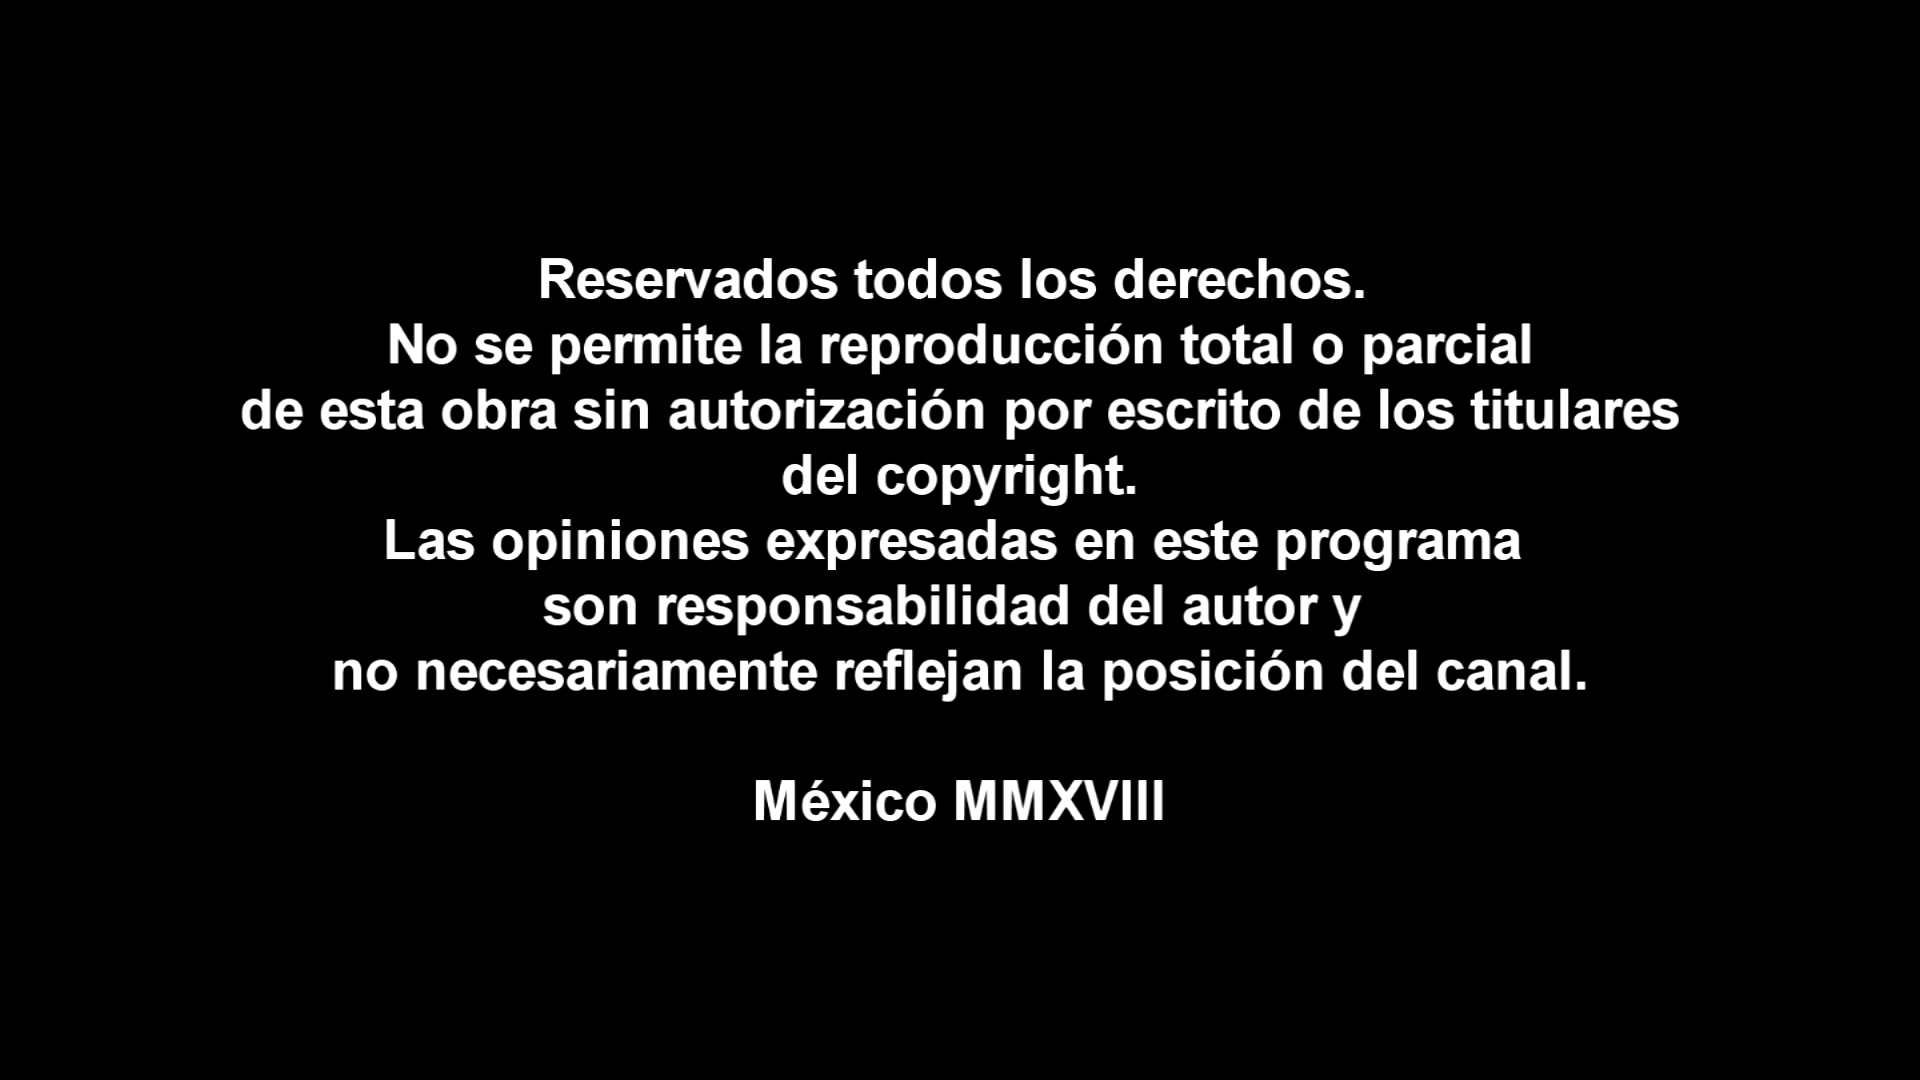 Reservados todos los derechos.
No se permite la reproducción total o parcial
de esta obra sin autorización por escrito de los titulares
del copyright.
Las opiniones expresadas en este programa
son responsabilidad del autor y
no necesariamente reflejan la posición del canal.
México MMXVIII